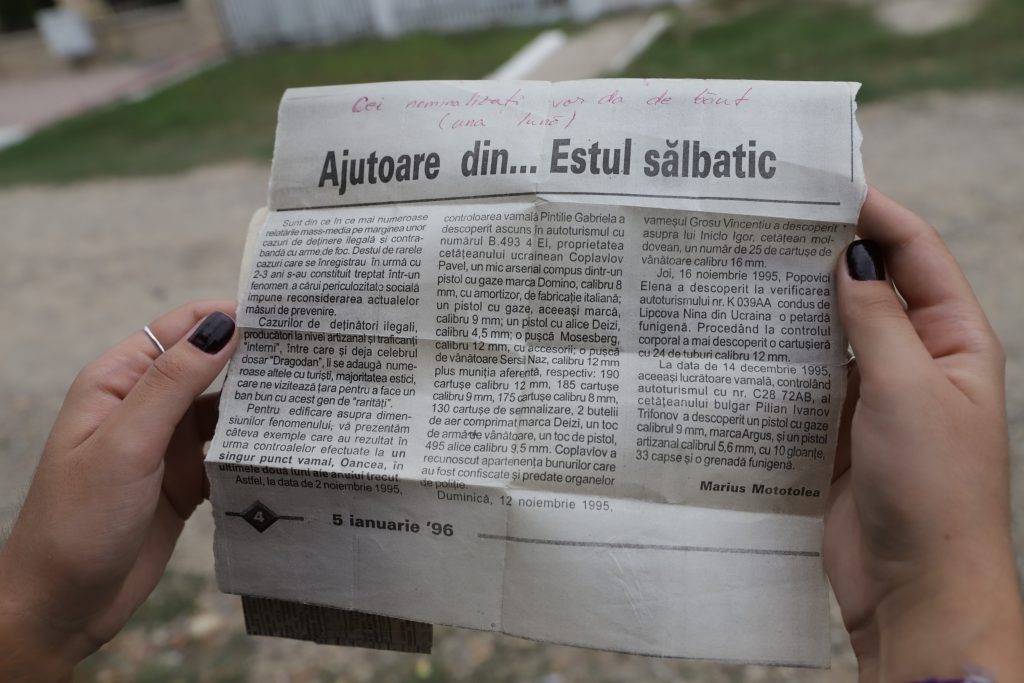 Cei nominalizați vor da de băut
(una lună)
Ajutoare din... Estul sălbatic
Sunt din ce în ce mai numeroase
relatările mass-media pe marginea unor
cazuri de deținere ilegală și contra-
bandă cu arme de foc. Destul de rarele
cazuri care se înregistrau în urmă cu
2-3 ani s-au constituit treptat într-un
fenomen, a cărui periculozitate socială
impune reconsiderarea actualelor
măsuri de prevenire.
Cazurilor de deținători ilegali,
producători la nivel artizanal și traficanți
"interni", între care și deja celebrul
dosar "Dragodan", li se adaugă nume-
roase altele cu turiști, majoritatea estici,
care ne vizitează țara pentru a face un
ban bun cu acest gen de "rarități".
Pentru edificare asupra dimen-
siunilor fenomenului, vă prezentăm
câteva exemple care au rezultat în
urma controalelor efectuate la un
singur punct vamal, Oancea, în
ultimele două luni ale anului trecut
Astfel, la data de 2 noiembrie 1995,
controloarea vamală Pintilie Gabriela a
descoperit ascuns în autoturismul cu
numărul B.493 4 EI, proprietatea
cetățeanului ucrainean Coplavlov
Pavel, un mic arsenal compus dintr-un
pistol cu gaze marca Domino, calibru 8
mm, cu amortizor, de fabricație italiană;
un pistol cu gaze, aceeași marcă,
calibru 9 mm; un pistol cu alice Deizi,
calibru 4,5 mm; o pușcă Mosesberg,
calibru 12 mm, cu accesorii; o pușcă
de vânătoare Sersi Naz, calibru 12 mm
plus muniția aferentă, respectiv: 190
cartușe calibru 12 mm, 185 cartușe
calibru 9 mm, 175 cartușe calibru 8 mm,
130 cartușe de semnalizare, 2 butelii
de aer comprimat marca Deizi, un toc
de armă de vânătoare, un toc de pistol,
495 alice calibru 9,5 mm. Coplavlov a
recunoscut apartenența bunurilor care
au fost confiscate și predate organelor
de poliție.
Duminică, 12 noiembrie 1995,
vameșul Grosu Vincențiu a descoperit
asupra lui Iniclo Igor, cetățean mol-
dovean, un număr de 25 de cartușe de
vânătoare calibru 16 mm.
Joi, 16 noiembrie 1995, Popovici
Elena a descoperit la verificarea
autoturismului nr. K 039AA condus de
Lipcova Nina din Ucraina o petardă
funigenă. Procedând la controlul
corporal a mai descoperit o cartușieră
cu 24 de tuburi calibru 12 mm.
La data de 14 decembrie 1995,
aceeași lucrătoare vamală, controlând
autoturismul cu nr. C28 72AB, al
cetățeanului bulgar Pilian Ivanov
Trifonov a descoperit un pistol cu gaze
calibrul 9 mm, marca Argus, și un pistol
artizanal calibrul 5,6 mm, cu 10 gloanțe,
33 capse și o grenadă funigenă.
Marius Mototolea
4
5 ianuarie '96